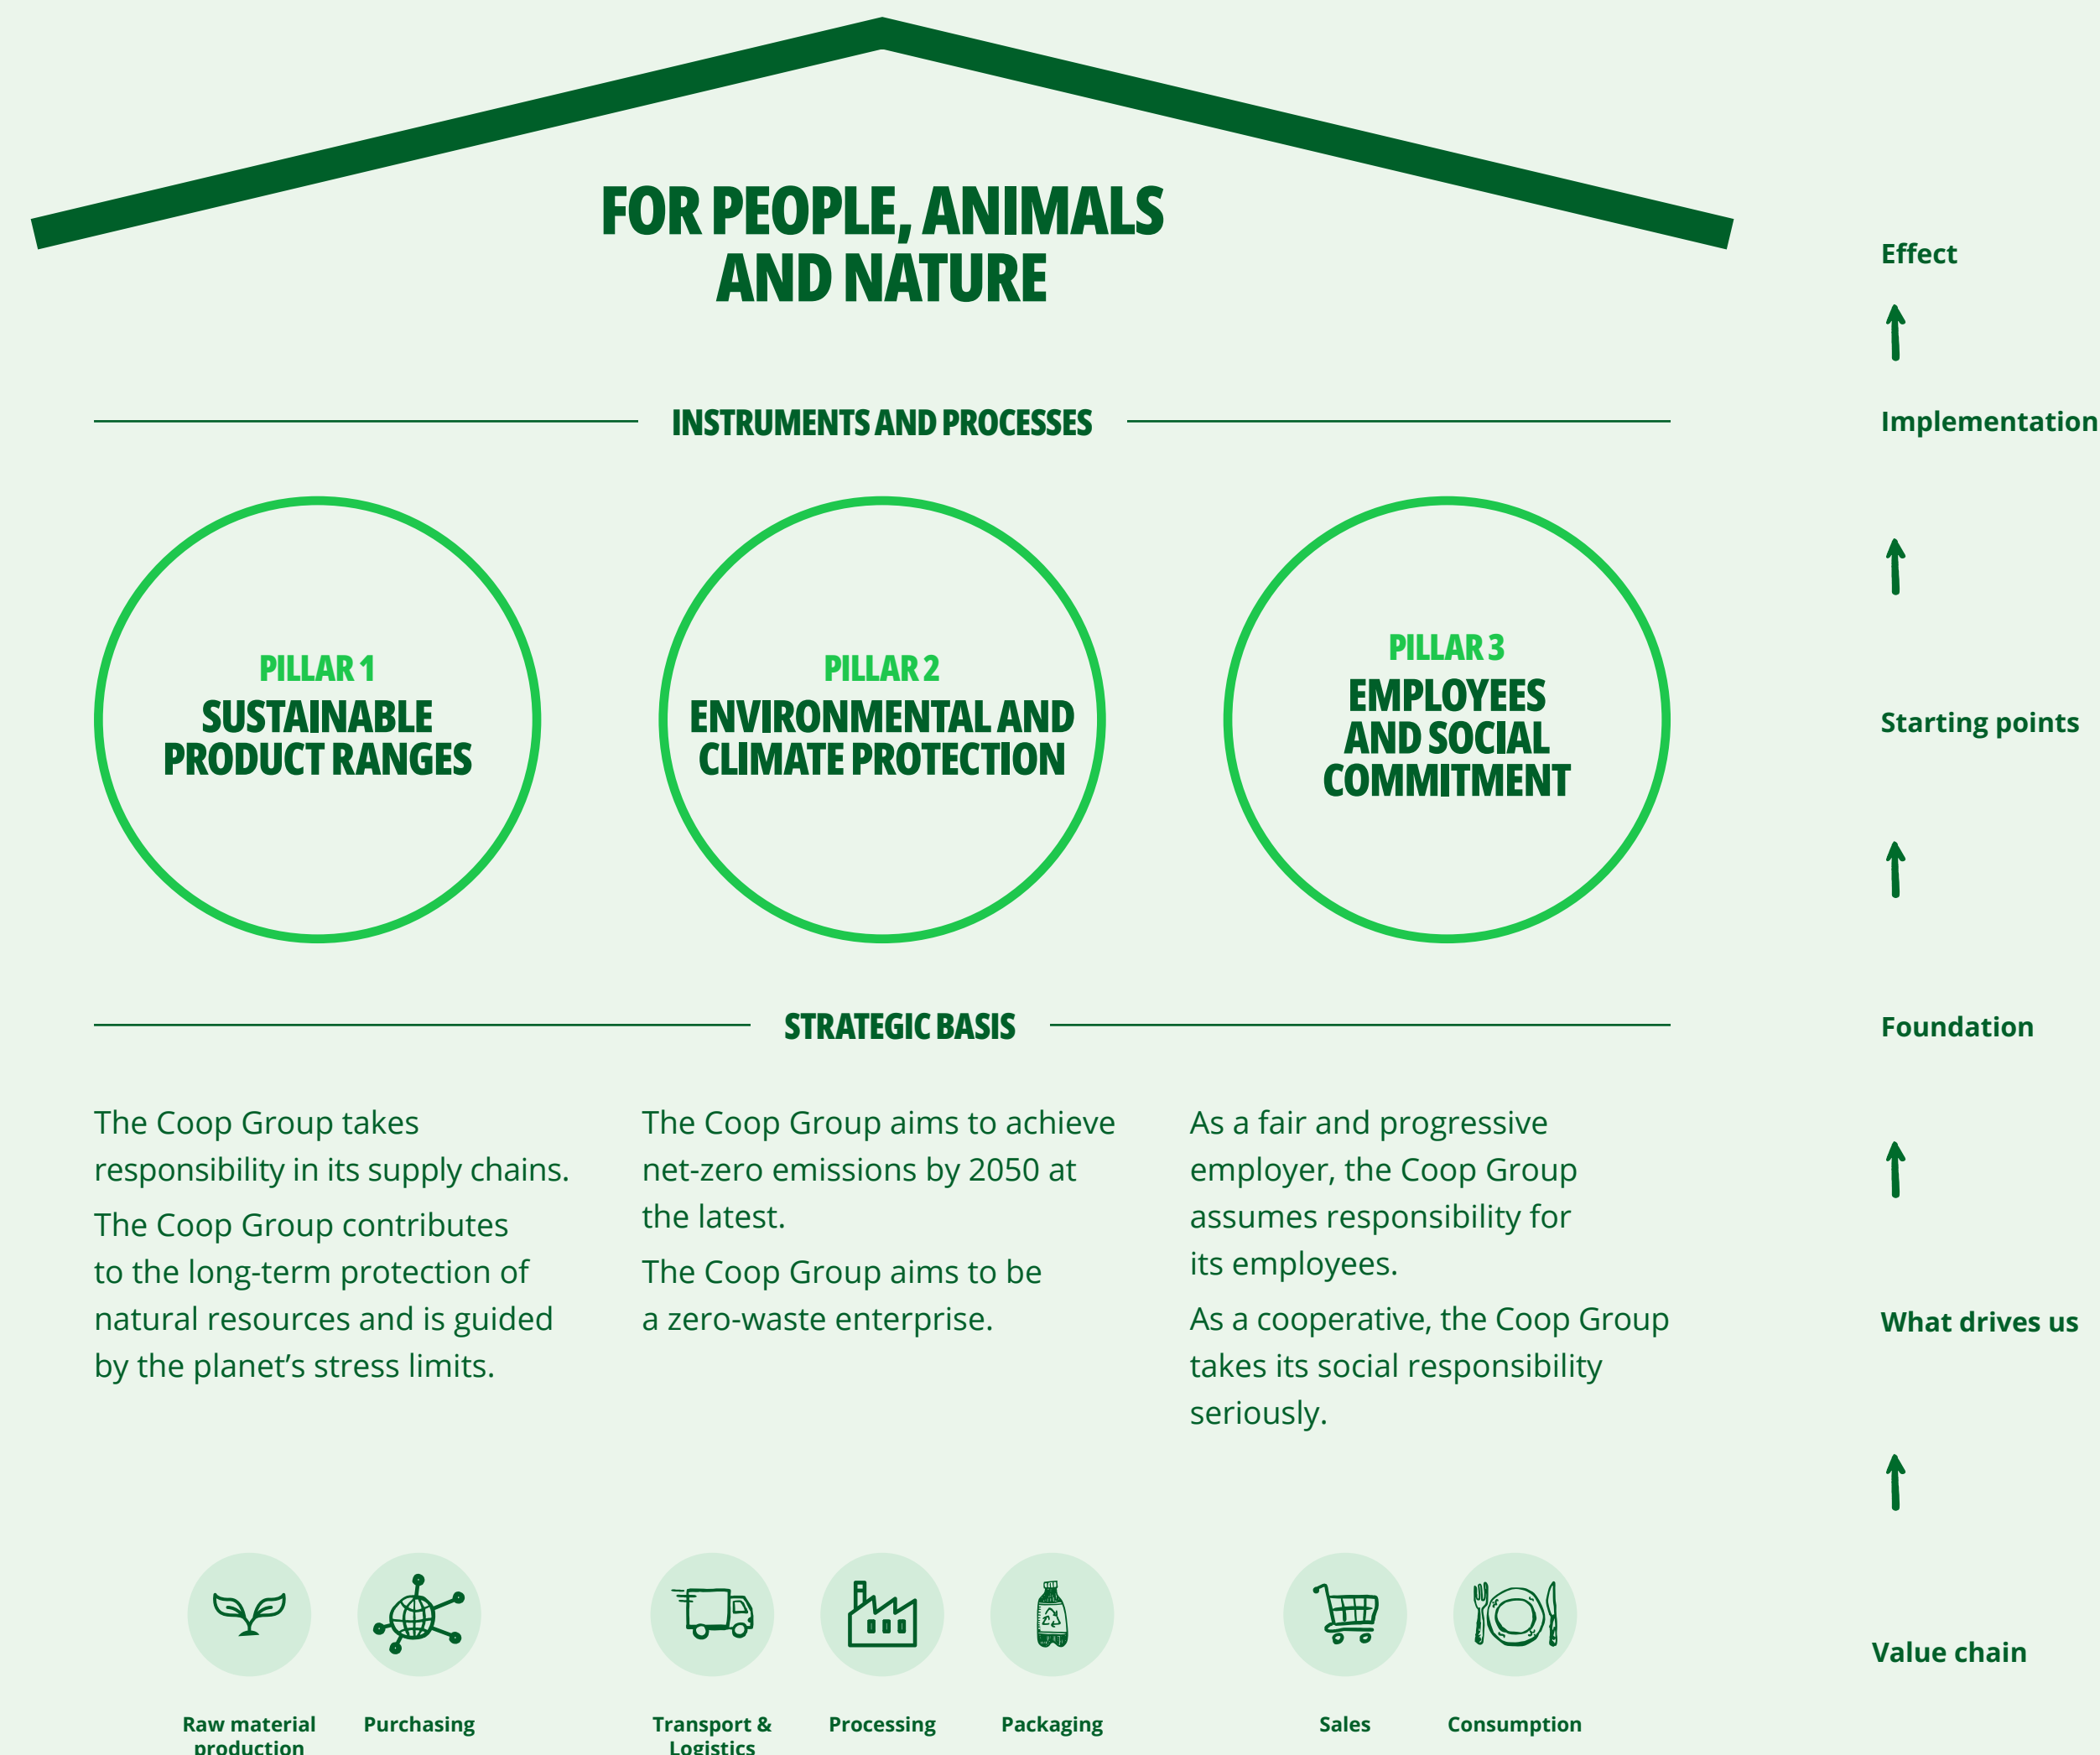 FOR PEOPLE, ANIMALS
AND NATURE
Effect
INSTRUMENTS AND PROCESSES
Implementation
PILLAR 1
SUSTAINABLE
PRODUCT RANGES
PILLAR 2
ENVIRONMENTAL AND
CLIMATE PROTECTION
PILLAR 3
EMPLOYEES
AND SOCIAL
COMMITMENT
Starting points
STRATEGIC BASIS
Foundation
The Coop Group takes
responsibility in its supply chains.
The Coop Group contributes
to the long-term protection of
natural resources and is guided
by the planet’s stress limits.
The Coop Group aims to achieve
net-zero emissions by 2050 at
the latest.
The Coop Group aims to be
a zero-waste enterprise.
As a fair and progressive
employer, the Coop Group
assumes responsibility for
its employees.
As a cooperative, the Coop Group
takes its social responsibility
seriously.
What drives us
Value chain
Raw material
production
Purchasing
Transport &
Logistics
Processing
Packaging
Sales
Consumption